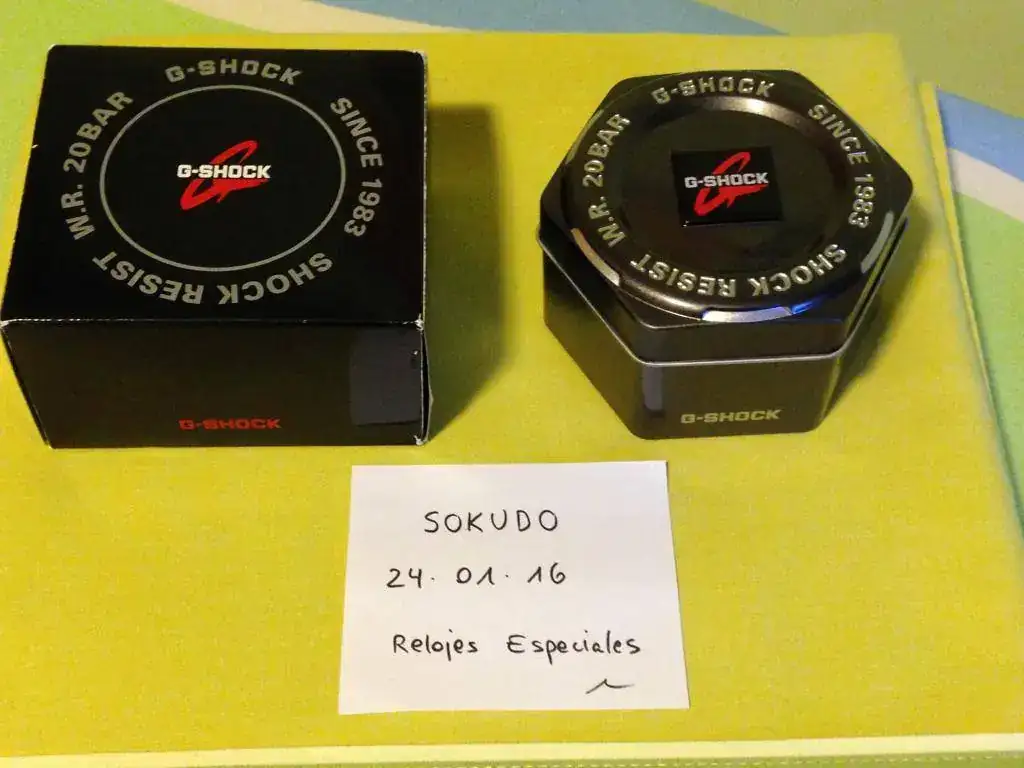 G-SHOCK
SINCE 1983
SHOCK RESIST
W.R. 20BAR
G-SHOCK
G-SHOCK
G-SHOCK
SINCE 1983
SHOCK RESIST
W.R. 20BAR
G-SHOCK
G-SHOCK
SOKUDO
24. 01. 16
Relojes Especiales